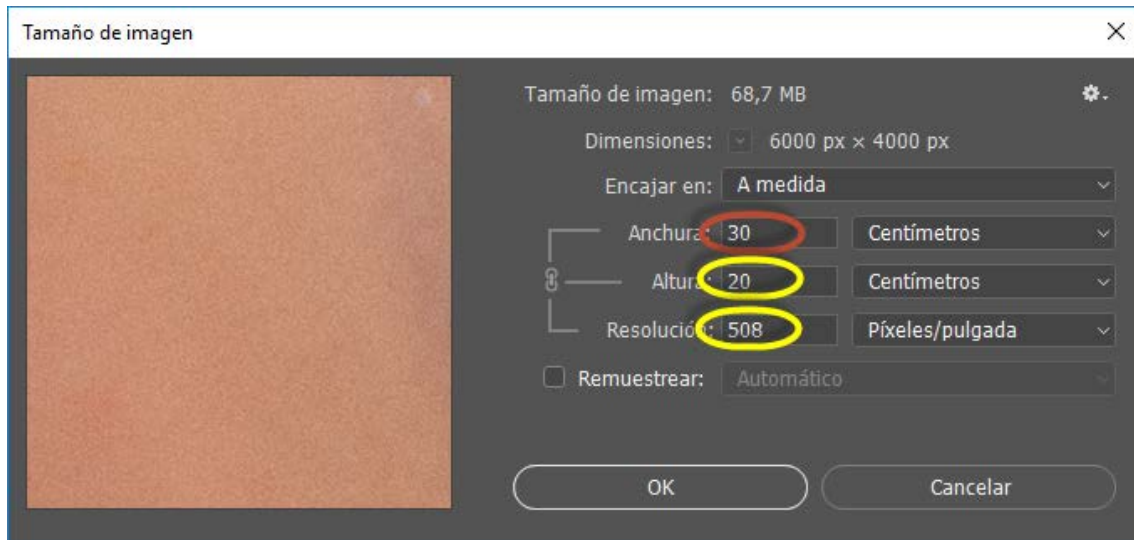 Tamaño de imagen
Tamaño de imagen: 68,7 MB
Dimensiones: 6000 px × 4000 px
Encajar en: A medida
Anchura: 30 Centímetros
Altura: 20 Centímetros
Resolución: 508 Píxeles/pulgada
Remuestrear: Automático
OK Cancelar